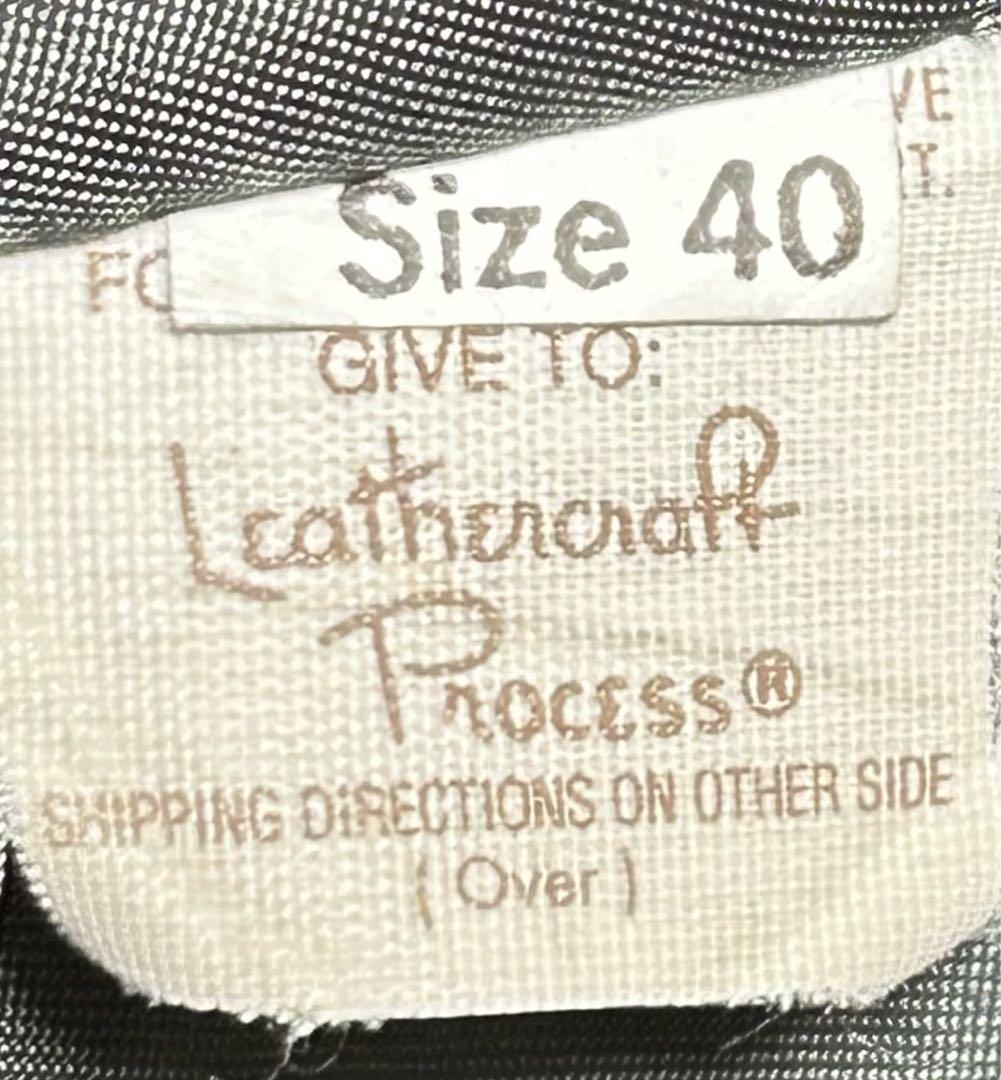 Size 40
GIVE TO:
Leathercraft
Process®
SHIPPING DIRECTIONS ON OTHER SIDE
( Over )